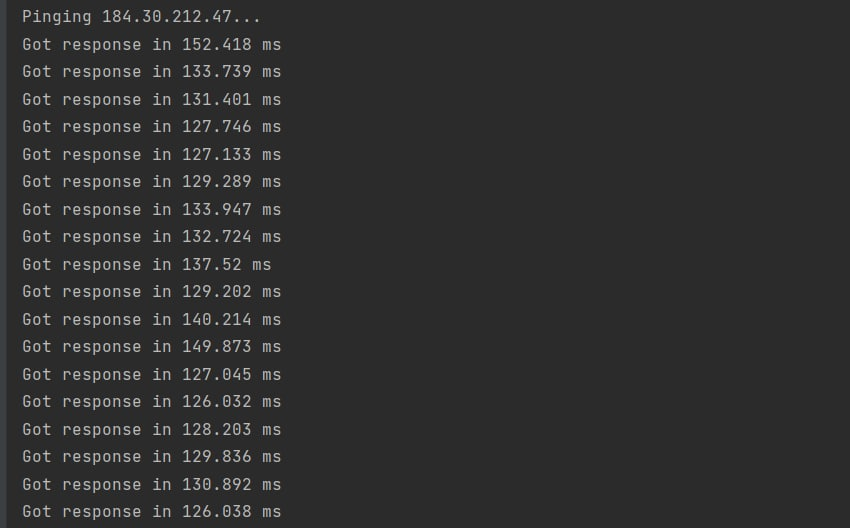 Pinging 184.30.212.47...
Got response in 152.418 ms
Got response in 133.739 ms
Got response in 131.401 ms
Got response in 127.746 ms
Got response in 127.133 ms
Got response in 129.289 ms
Got response in 133.947 ms
Got response in 132.724 ms
Got response in 137.52 ms
Got response in 129.202 ms
Got response in 140.214 ms
Got response in 149.873 ms
Got response in 127.045 ms
Got response in 126.032 ms
Got response in 128.203 ms
Got response in 129.836 ms
Got response in 130.892 ms
Got response in 126.038 ms